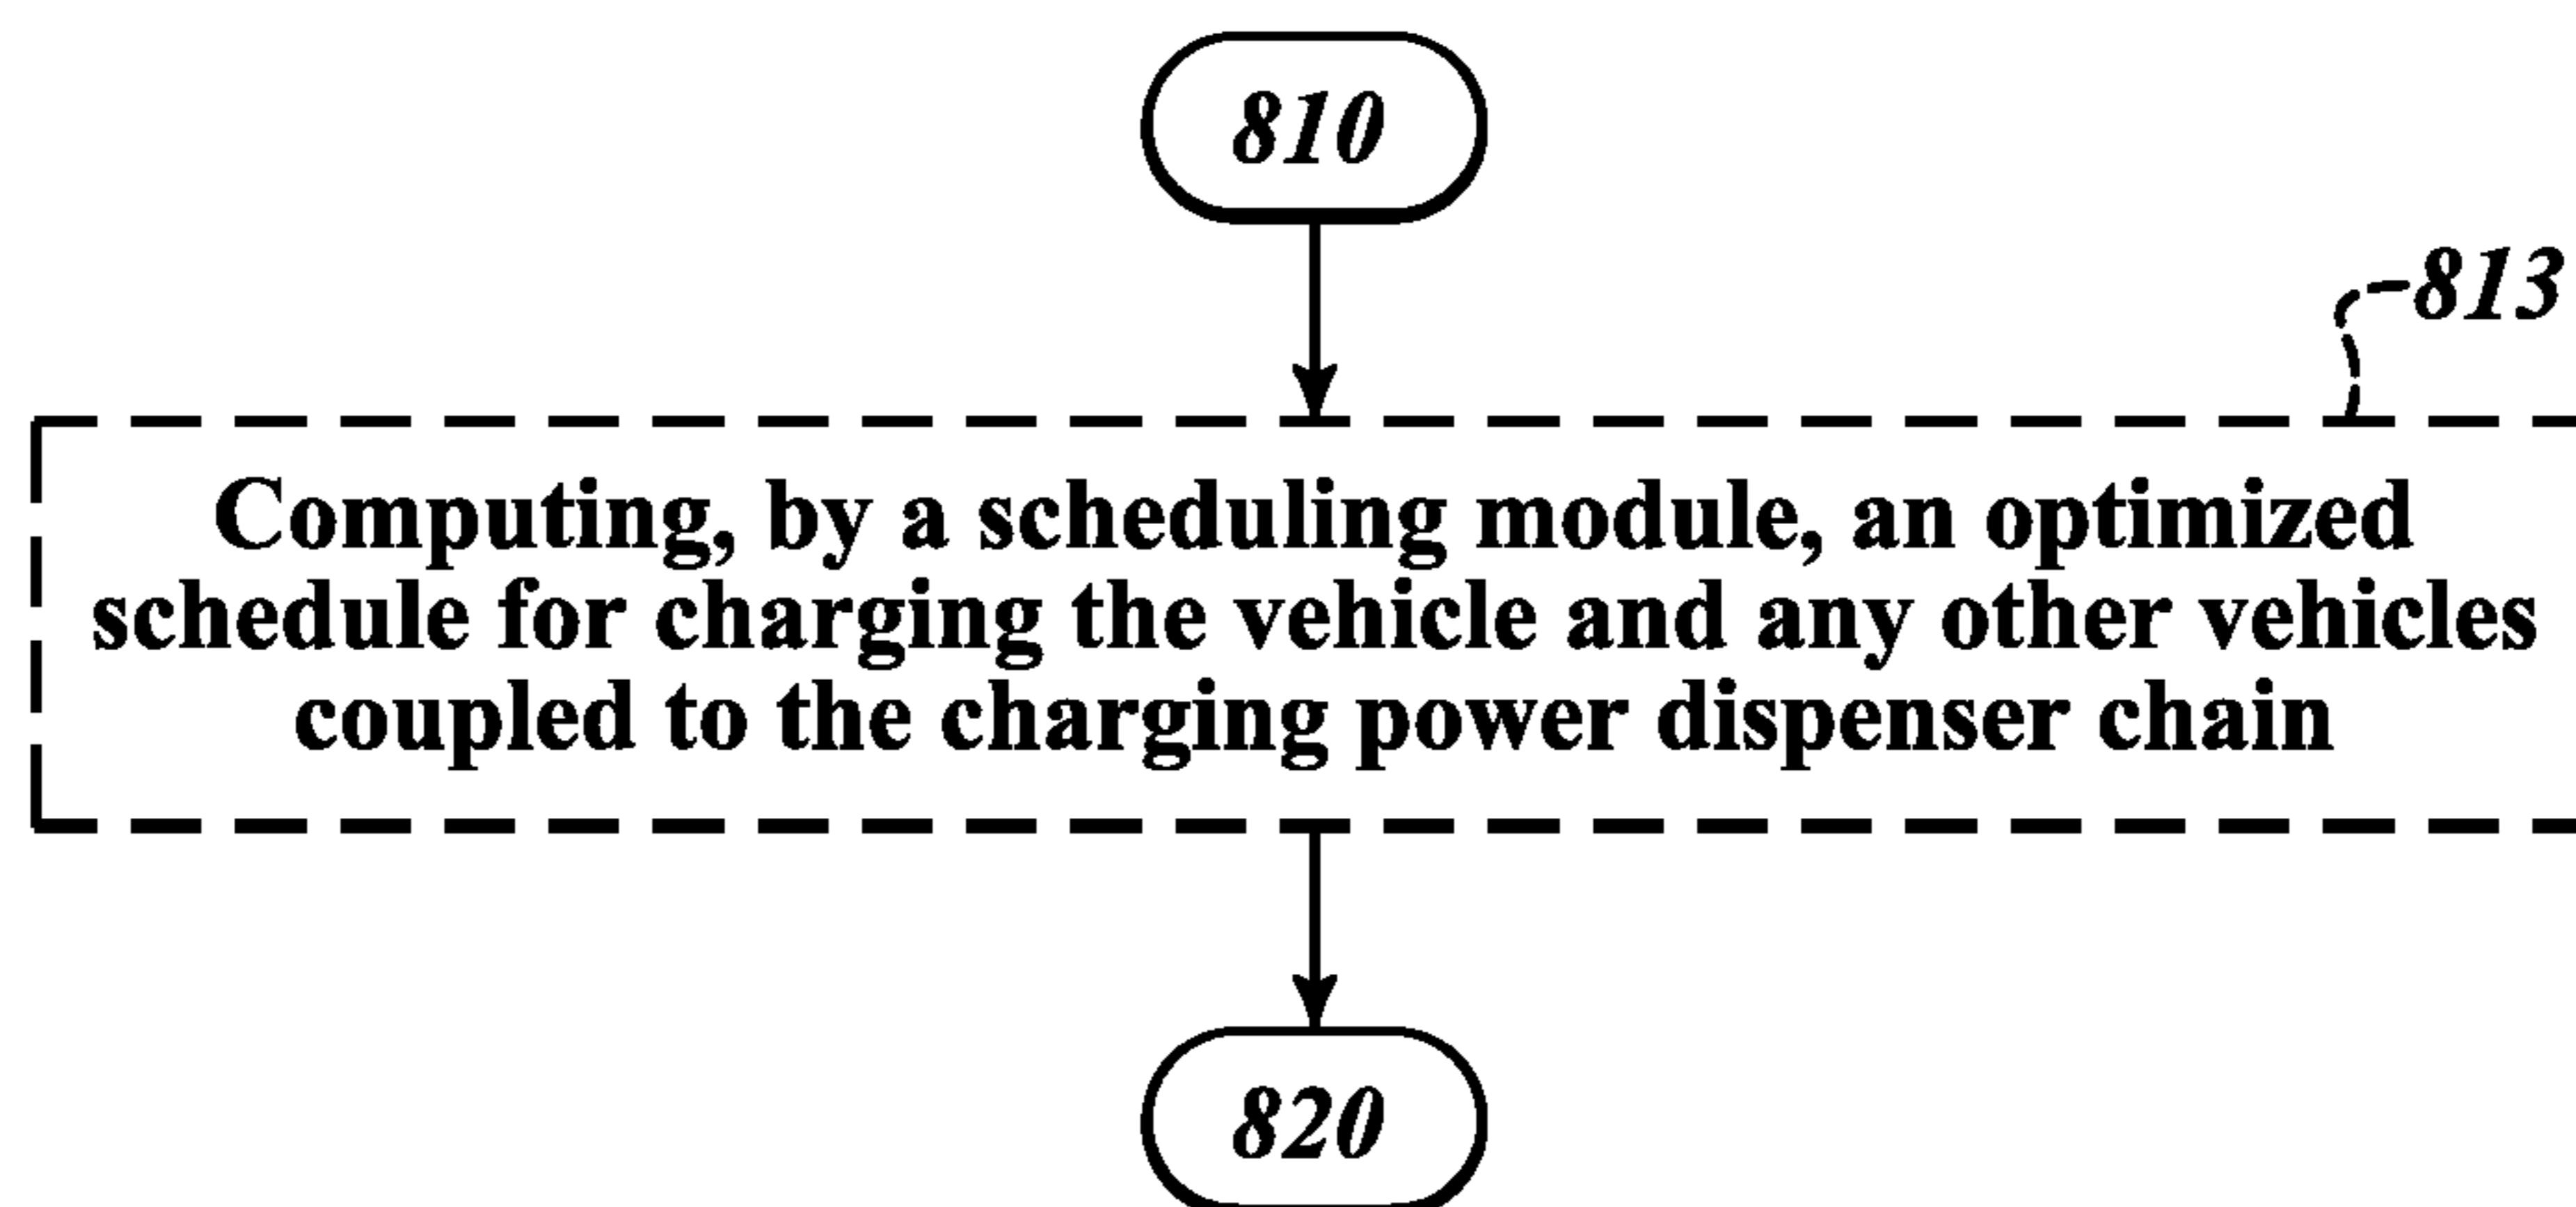 810
813
Computing, by a scheduling module, an optimized
schedule for charging the vehicle and any other vehicles
coupled to the charging power dispenser chain
820